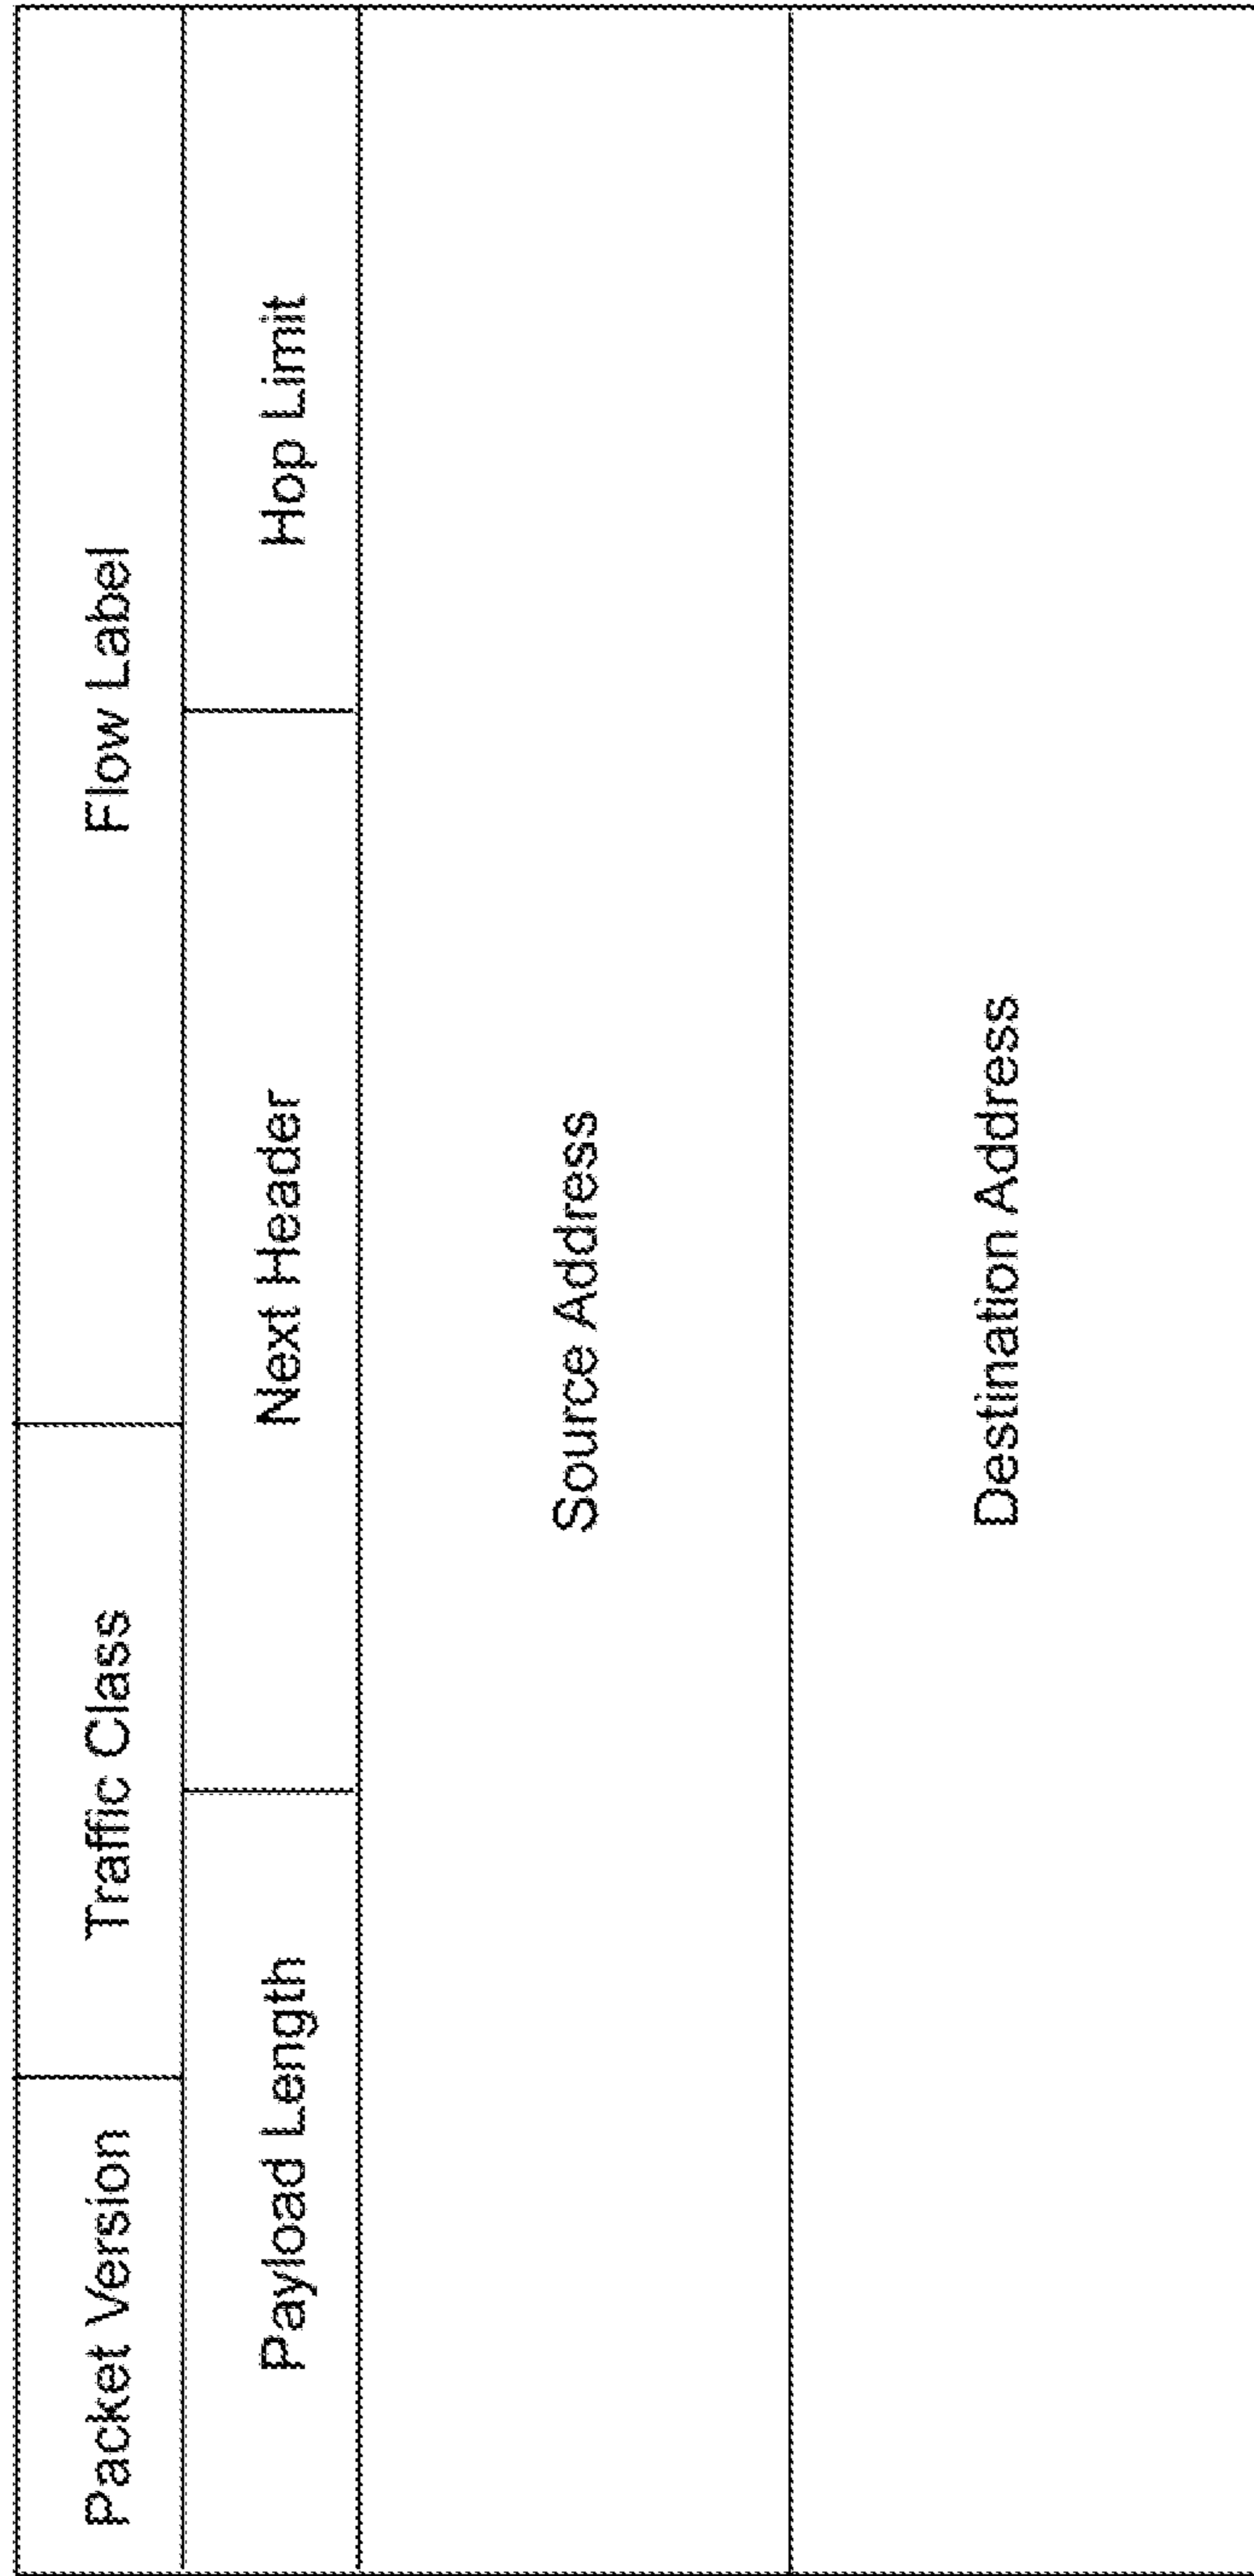 Packet Version Traffic Class Flow Label
Payload Length Next Header Hop Limit
Source Address
Destination Address